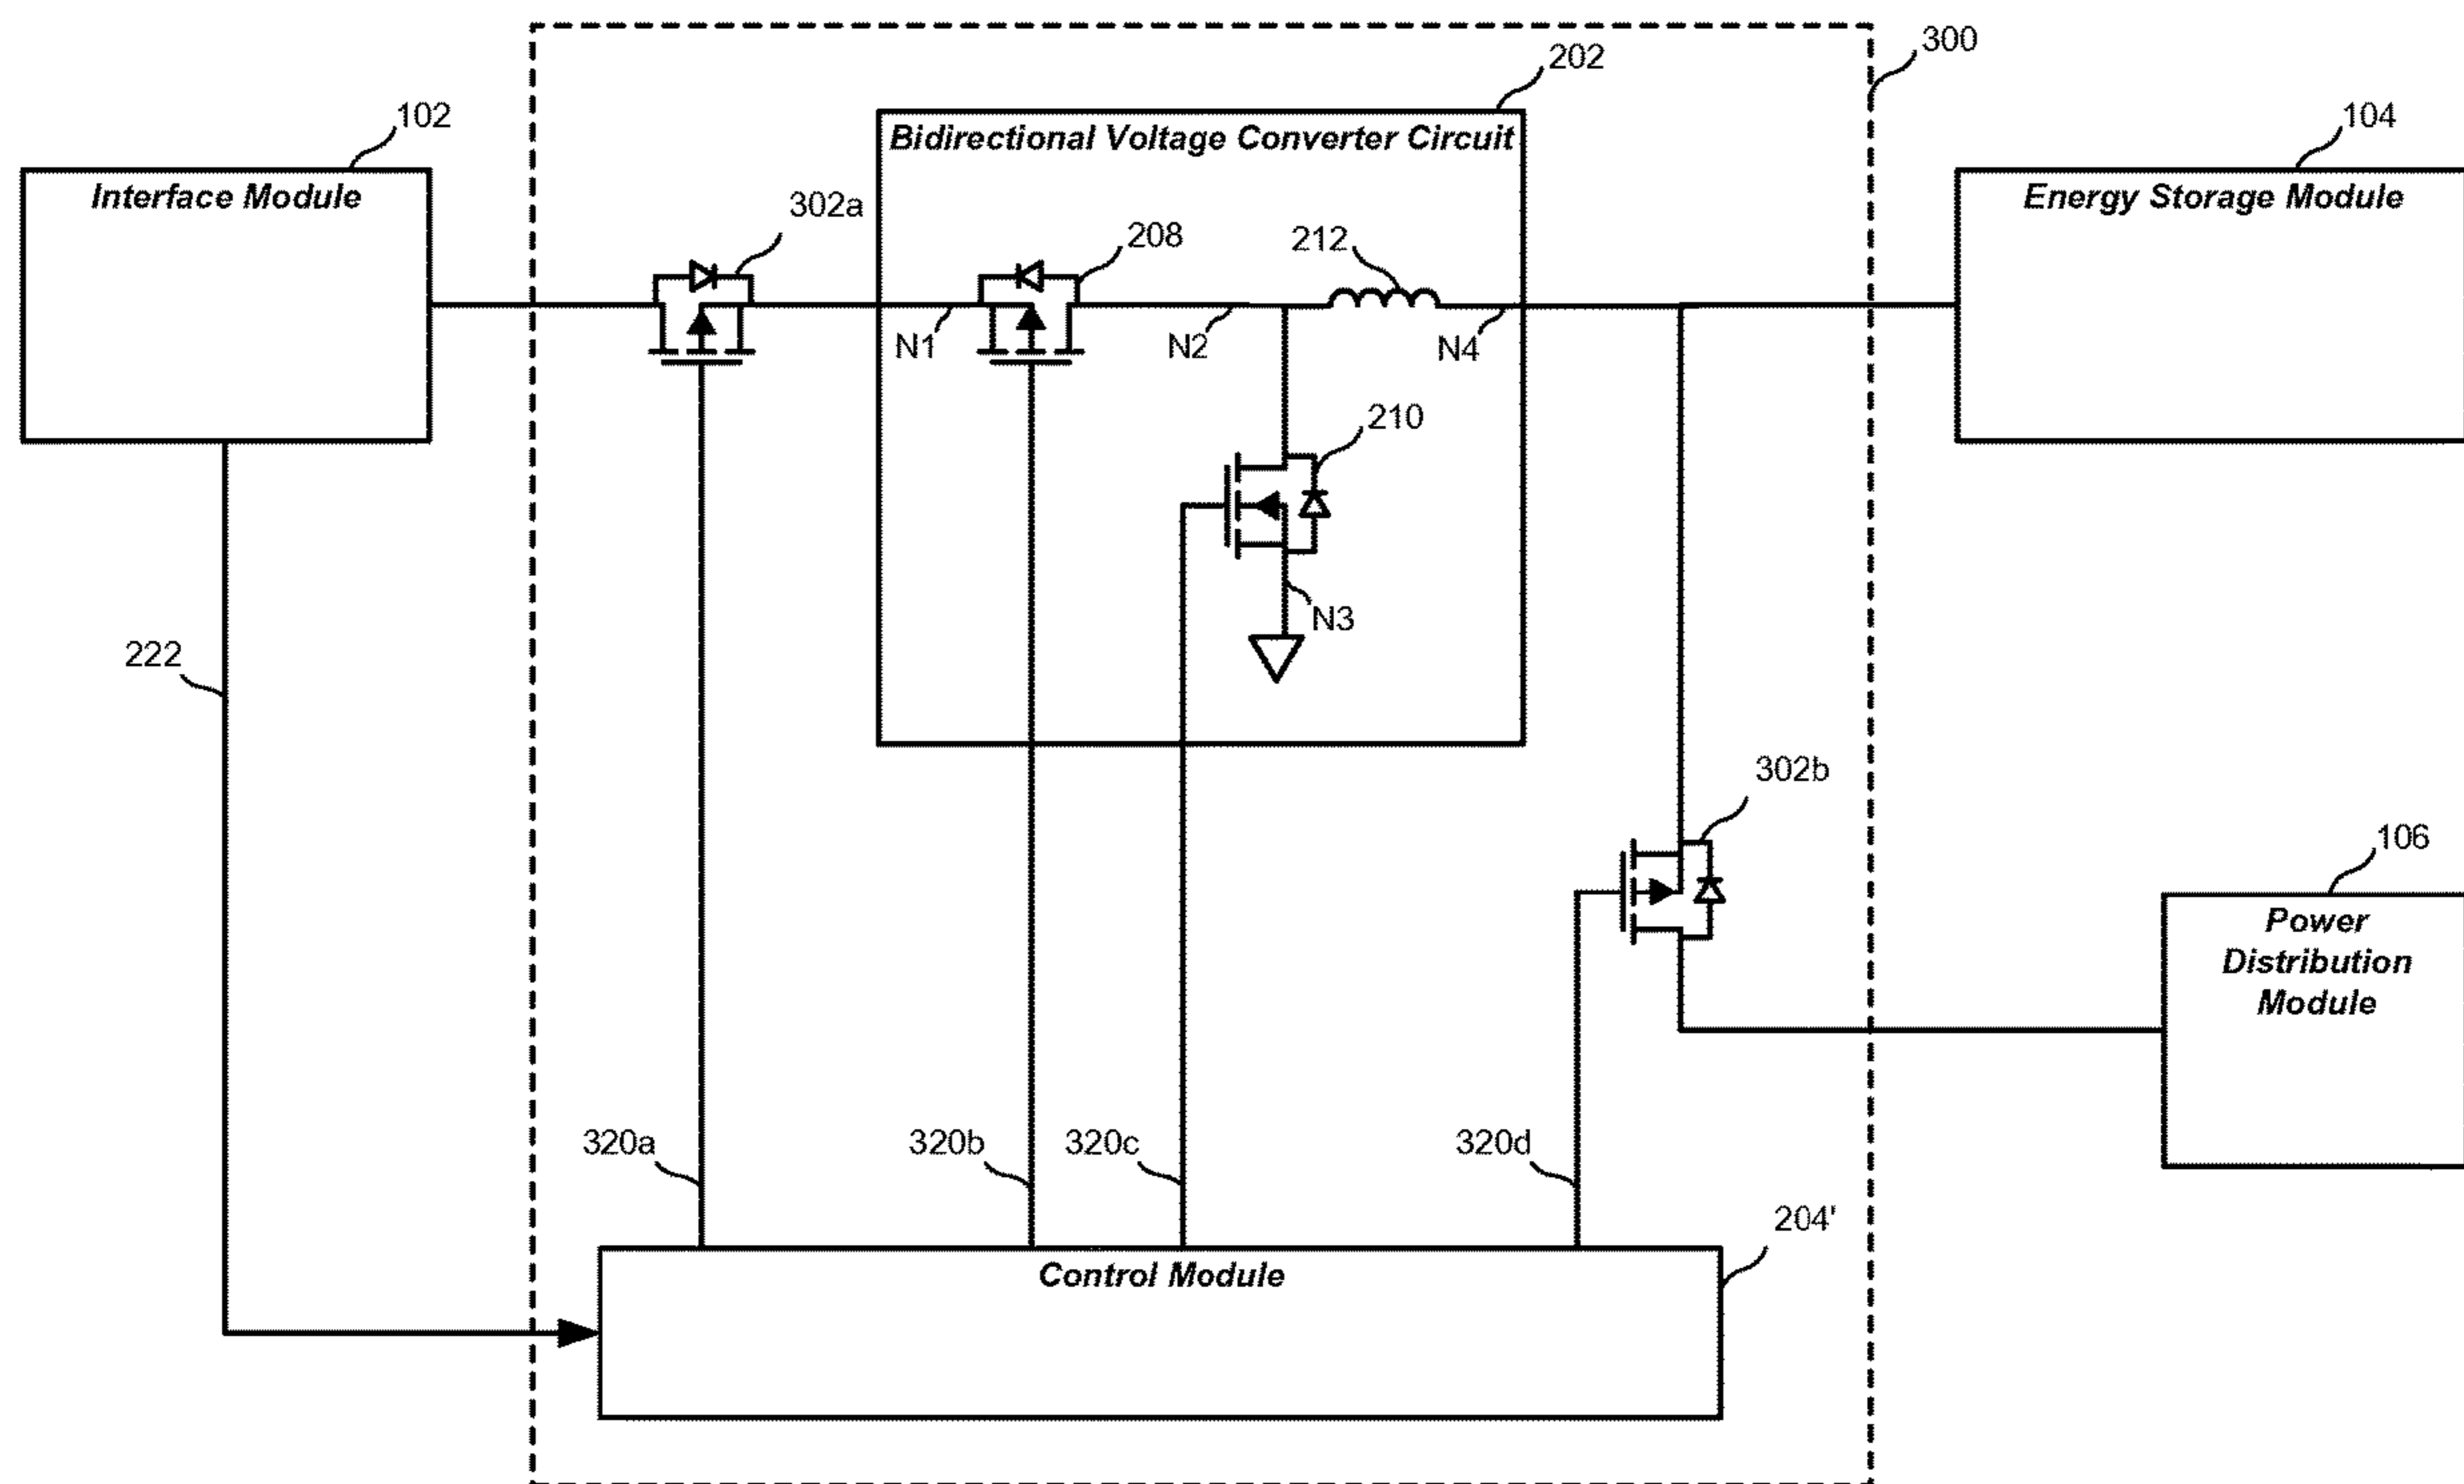 300
202
102
104
Bidirectional Voltage Converter Circuit
Interface Module
Energy Storage Module
302a
208
212
N1
N2
N4
210
N3
222
302b
106
Power
Distribution
Module
320a
320b
320c
320d
204'
Control Module